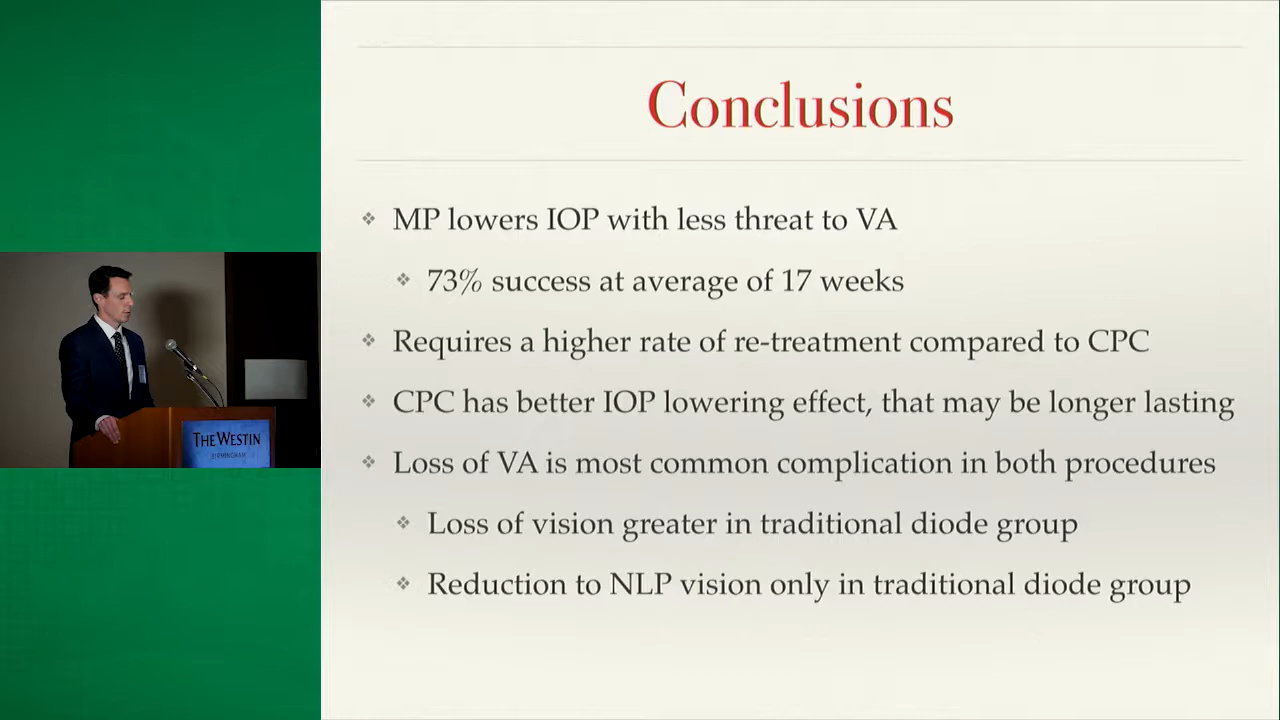 Conclusions
MP lowers IOP with less threat to VA
73% success at average of 17 weeks
Requires a higher rate of re-treatment compared to CPC
CPC has better IOP lowering effect, that may be longer lasting
Loss of VA is most common complication in both procedures
Loss of vision greater in traditional diode group
Reduction to NLP vision only in traditional diode group
THE WESTIN
BIRMINGHAM